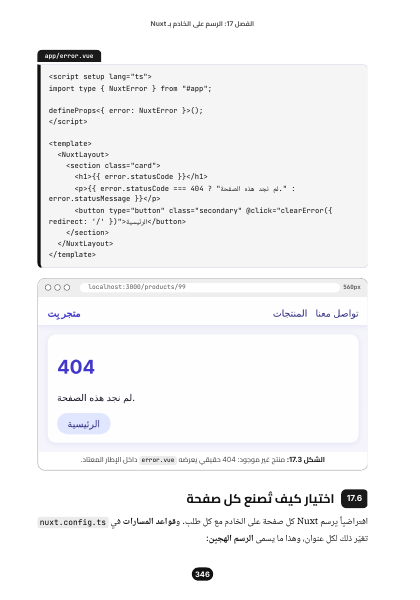 الفصل 17: الرسم على الخادم بـ Nuxt
app/error.vue
<script setup lang="ts">
import type { NuxtError } from "#app";
defineProps<{ error: NuxtError }>();
</script>
<template>
<NuxtLayout>
<section class="card">
<h1>{{ error.statusCode }}</h1>
<p>{{ error.statusCode === 404 ? "لم نجد هذه الصفحة." :
error.statusMessage }}</p>
<button type="button" class="secondary" @click="clearError({
redirect: '/' })">الرئيسية</button>
</section>
</NuxtLayout>
</template>
localhost:3000/products/99 560px
متجر بِت المنتجات تواصل معنا
404
لم نجد هذه الصفحة.
الرئيسية
الشكل 17.3: منتج غير موجود: 404 حقيقي يعرضه error.vue داخل الإطار المعتاد.
17.6 اختيار كيف تُصنع كل صفحة
افتراضياً يرسم Nuxt كل صفحة على الخادم مع كل طلب. وقواعد المسارات في nuxt.config.ts
تغيّر ذلك لكل عنوان، وهذا ما يسمى الرسم الهجين:
346